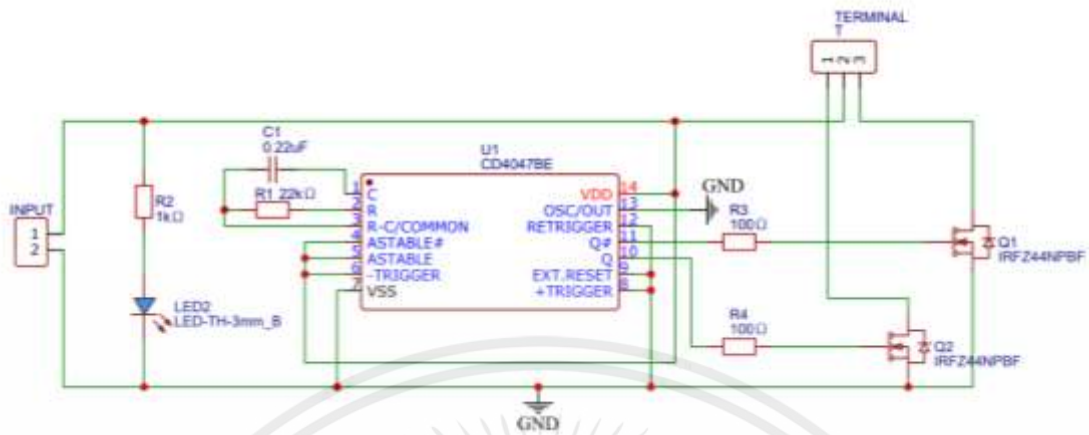 TERMINAL
T
1 2 3
C1
0.22uF
U1
CD4047BE
R2
1kΩ
R1 22kΩ
INPUT
1
2
1 C
2 R
3 R-C/COMMON
4 ASTABLE#
5 ASTABLE
6 -TRIGGER
7 VSS
VDD 14
OSC/OUT 13
RETRIGGER 12
Q# 11
Q 10
EXT.RESET 9
+TRIGGER 8
GND
R3
100Ω
Q1
IRFZ44NPBF
LED2
LED-TH-3mm_B
R4
100Ω
Q2
IRFZ44NPBF
GND